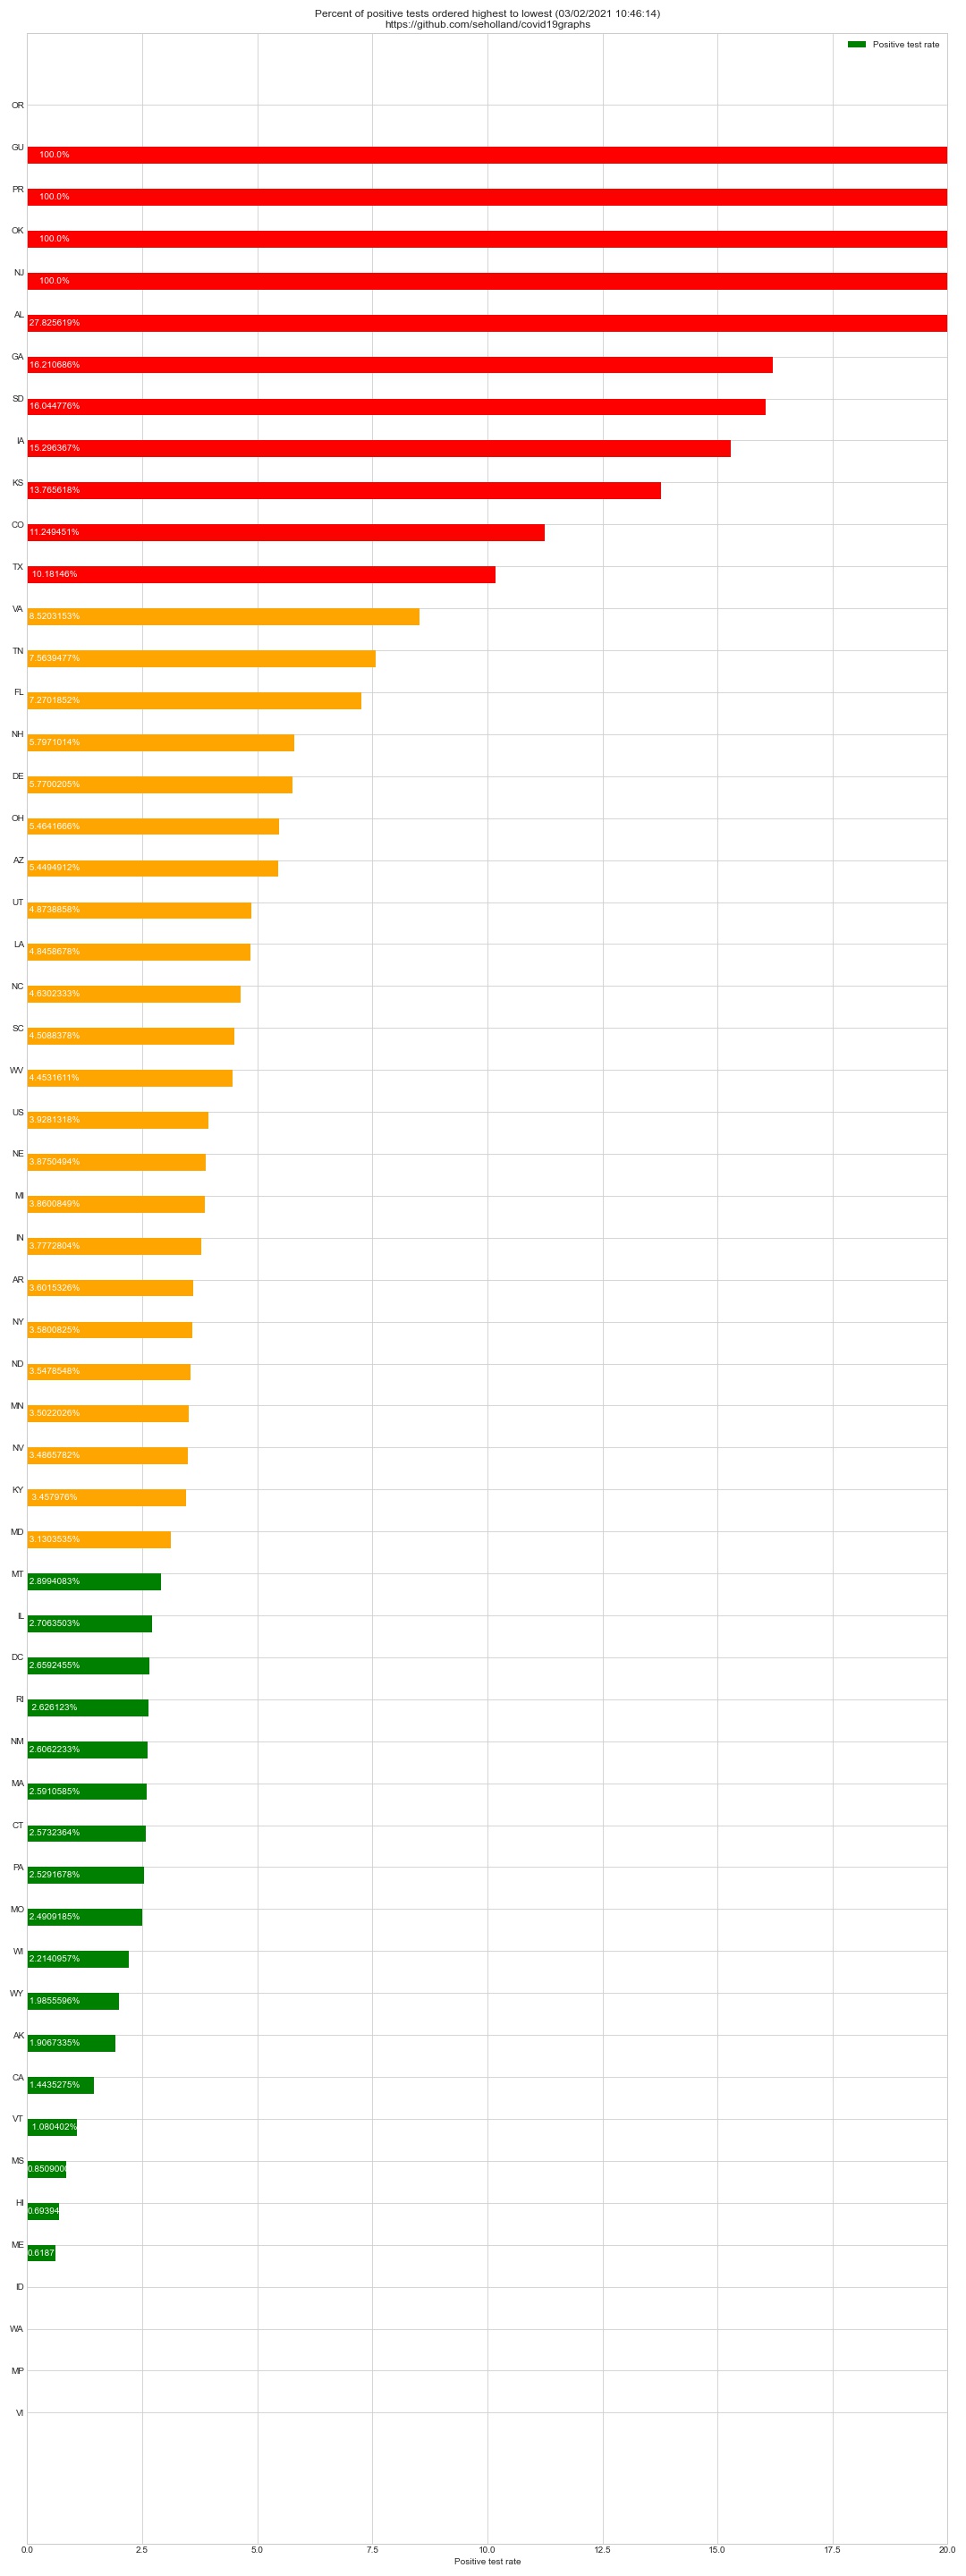 Percent of positive tests ordered highest to lowest (03/02/2021 10:46:14)
https://github.com/seholland/covid19graphs
Positive test rate
OR
GU
100.0%
PR
100.0%
OK
100.0%
NJ
100.0%
AL
27.825619%
GA
16.210686%
SD
16.044776%
IA
15.296367%
KS
13.765618%
CO
11.249451%
TX
10.18146%
VA
8.5203153%
TN
7.5639477%
FL
7.2701852%
NH
5.7971014%
DE
5.7700205%
OH
5.4641666%
AZ
5.4494912%
UT
4.8738858%
LA
4.8458678%
NC
4.6302333%
SC
4.5088378%
WV
4.4531611%
US
3.9281318%
NE
3.8750494%
MI
3.8600849%
IN
3.7772804%
AR
3.6015326%
NY
3.5800825%
ND
3.5478548%
MN
3.5022026%
NV
3.4865782%
KY
3.457976%
MD
3.1303535%
MT
2.8994083%
IL
2.7063503%
DC
2.6592455%
RI
2.626123%
NM
2.6062233%
MA
2.5910585%
CT
2.5732364%
PA
2.5291678%
MO
2.4909185%
WI
2.2140957%
WY
1.9855596%
AK
1.9067335%
CA
1.4435275%
VT
1.080402%
MS
0.850900
HI
0.69394
ME
0.6187
ID
WA
MP
VI
0.0 2.5 5.0 7.5 10.0 12.5 15.0 17.5 20.0
Positive test rate